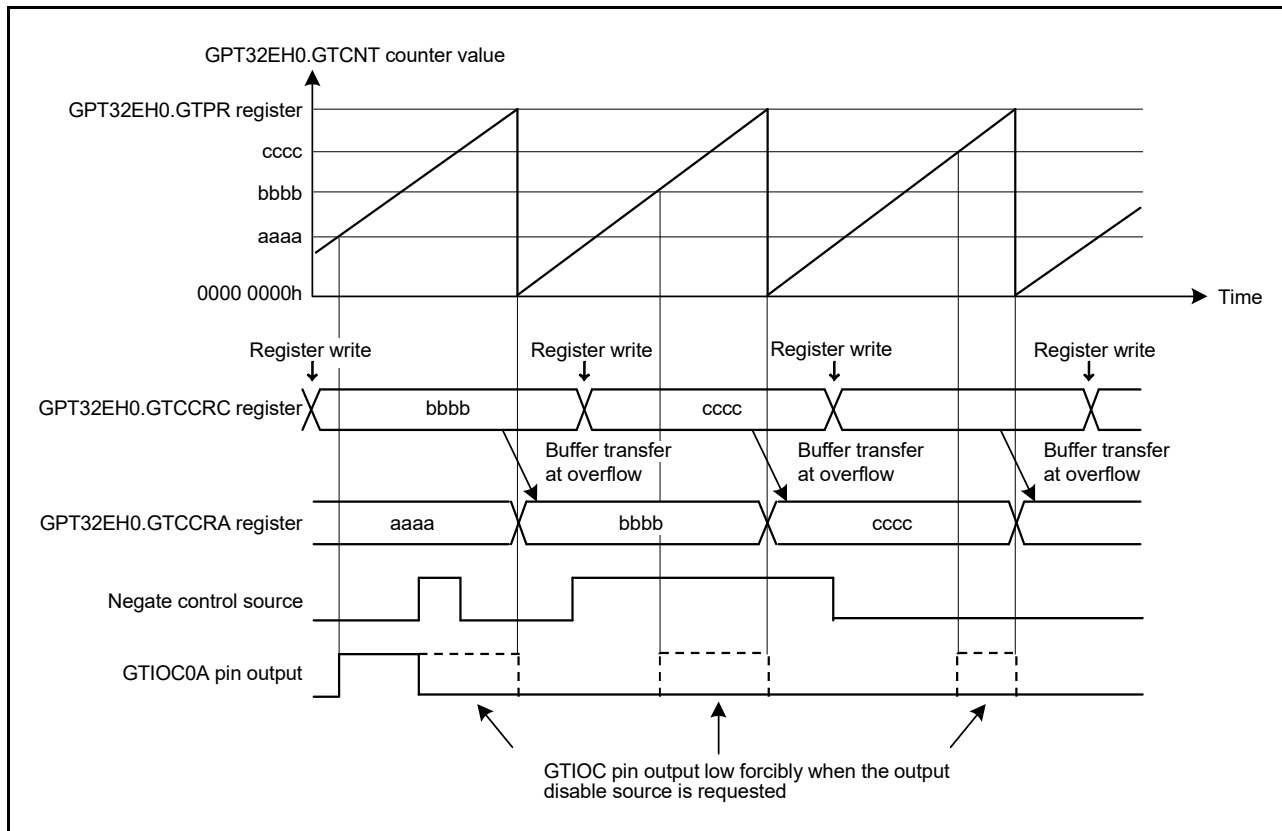 GPT32EH0.GTCNT counter value
GPT32EH0.GTPR register
cccc
bbbb
aaaa
0000 0000h
Time
Register write
Register write
Register write
Register write
GPT32EH0.GTCCRC register
bbbb
cccc
Buffer transfer
at overflow
Buffer transfer
at overflow
Buffer transfer
at overflow
GPT32EH0.GTCCRA register
aaaa
bbbb
cccc
Negate control source
GTIOC0A pin output
GTIOC pin output low forcibly when the output
disable source is requested